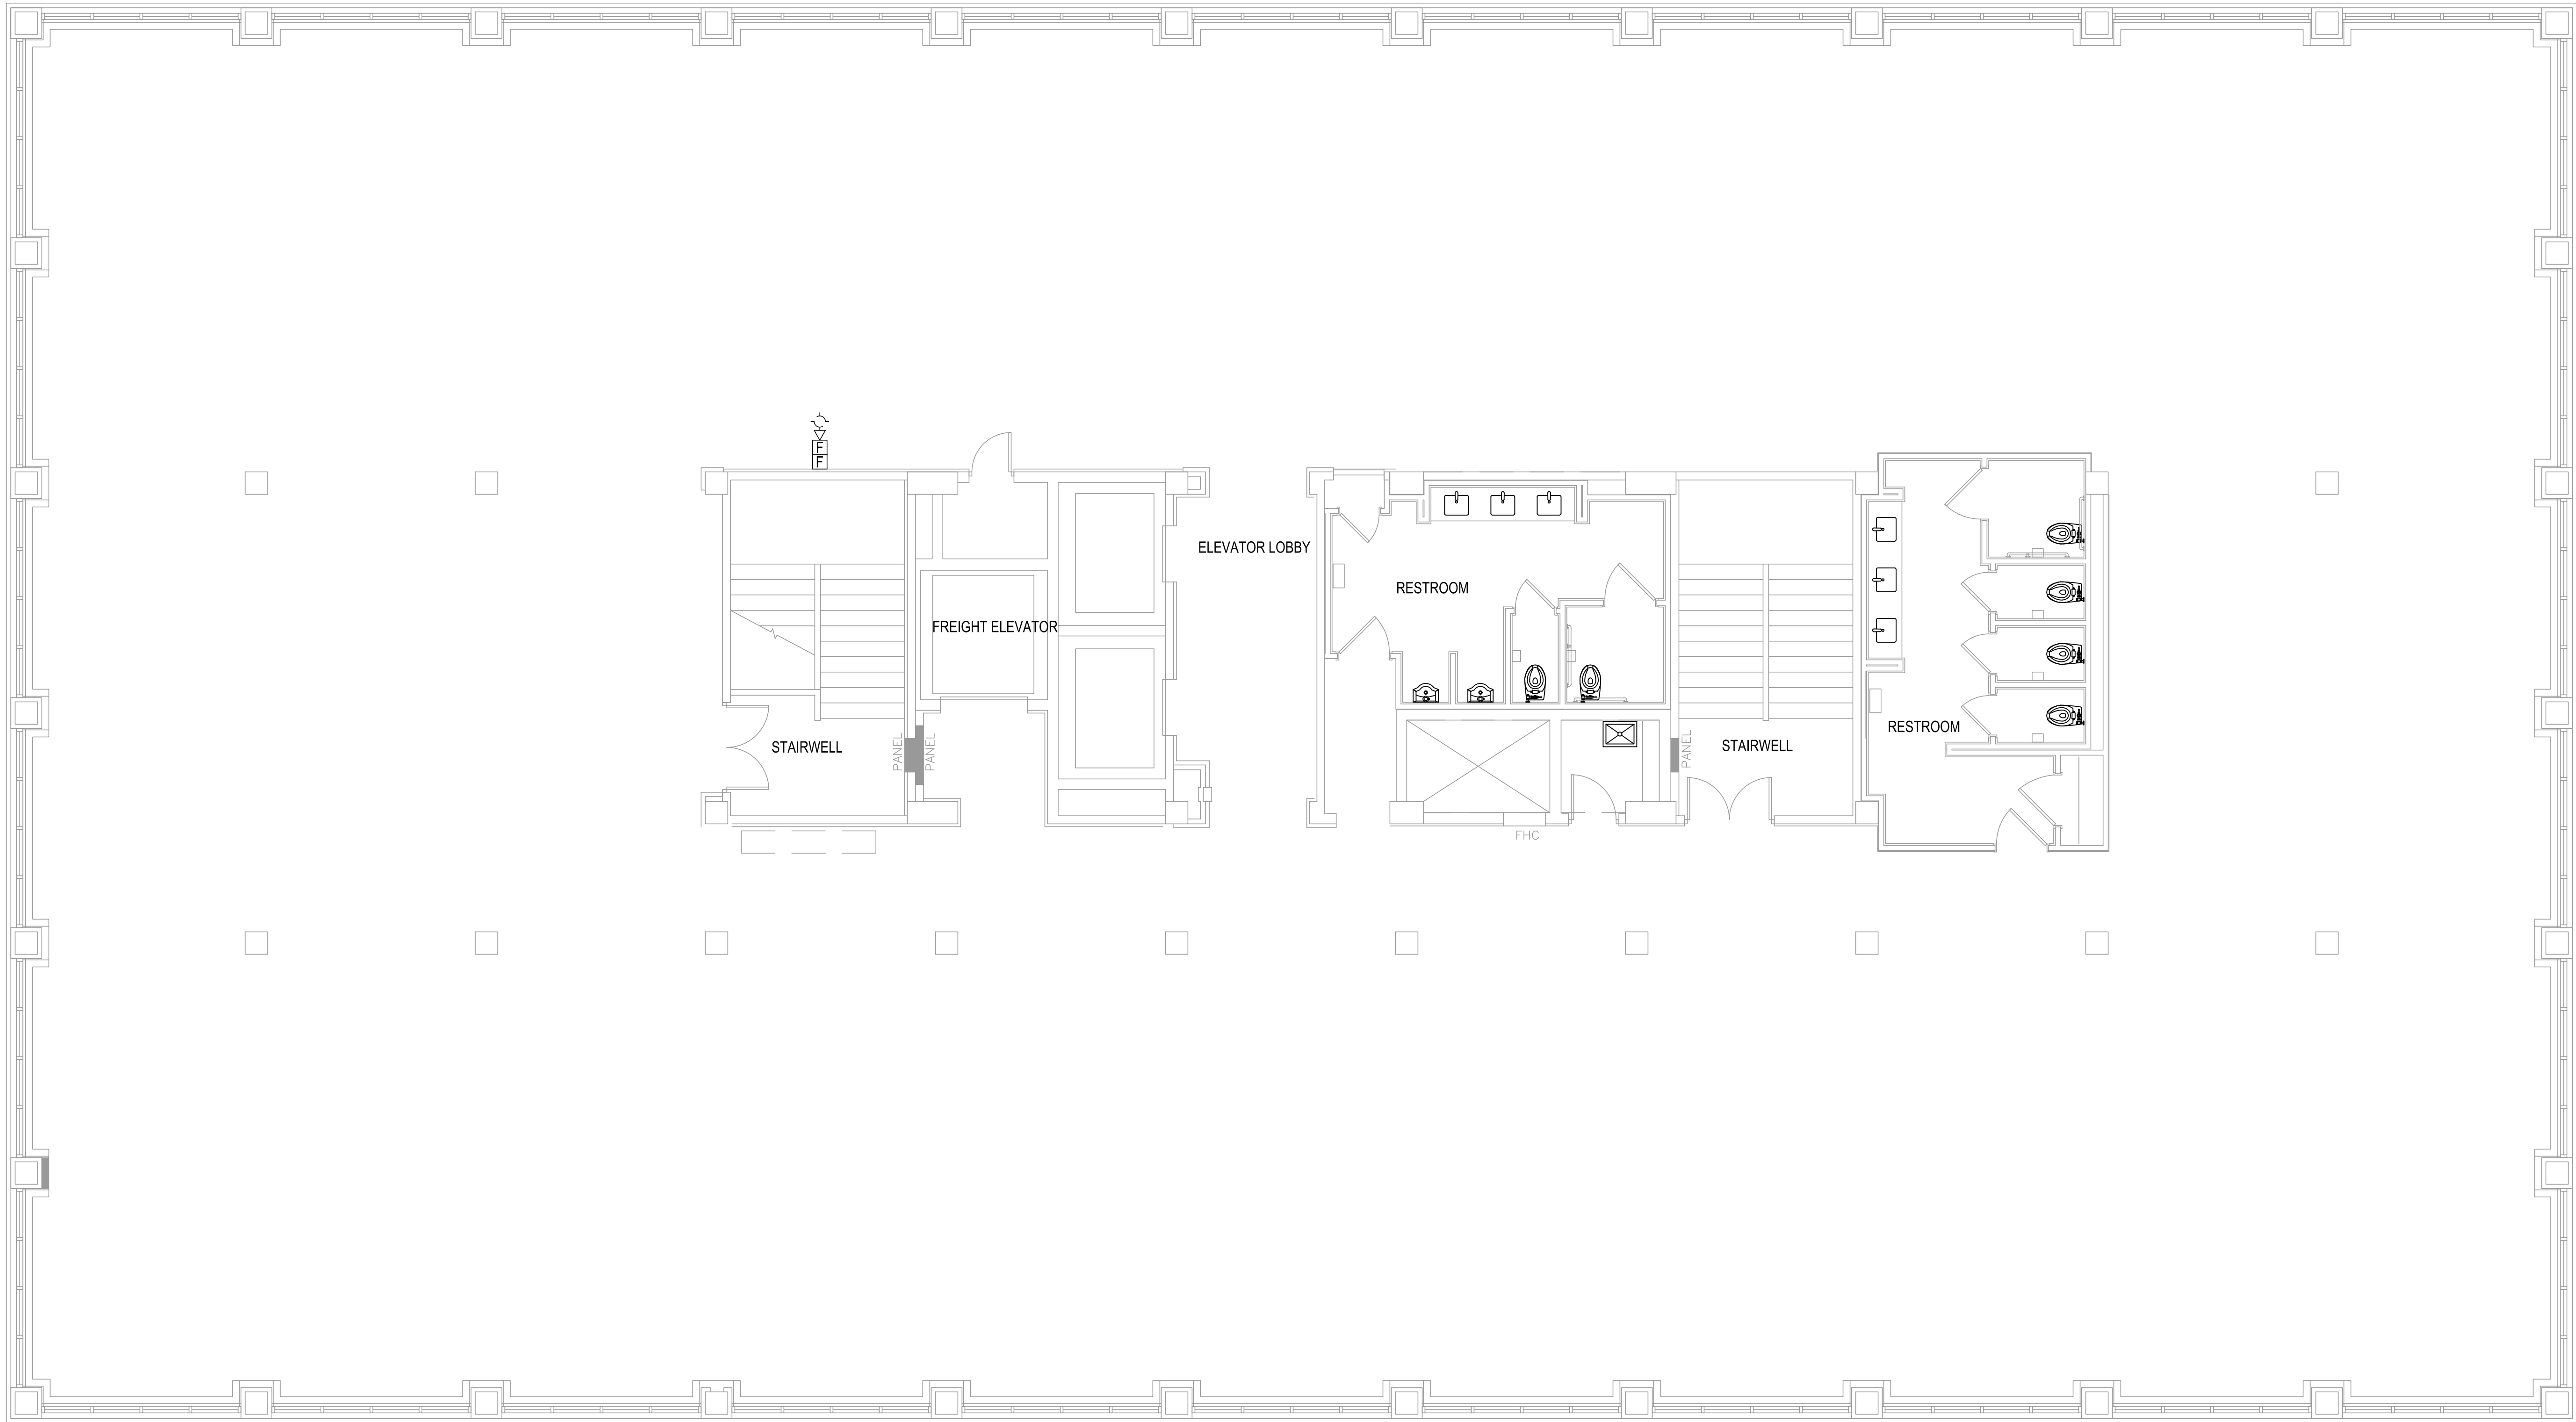 F
F
ELEVATOR LOBBY
RESTROOM
FREIGHT ELEVATOR
RESTROOM
STAIRWELL
PANEL
PANEL
PANEL
STAIRWELL
FHC